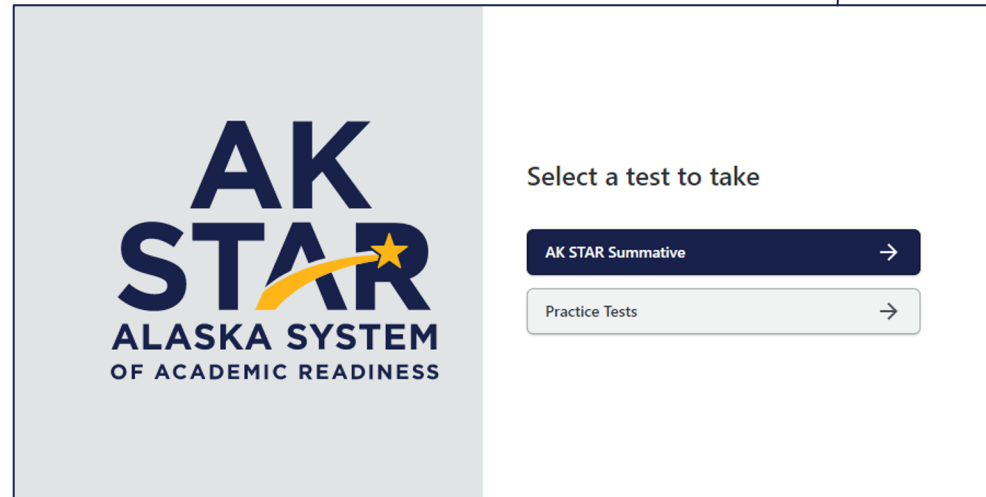 AK
STAR
ALASKA SYSTEM
OF ACADEMIC READINESS
Select a test to take
AK STAR Summative
Practice Tests